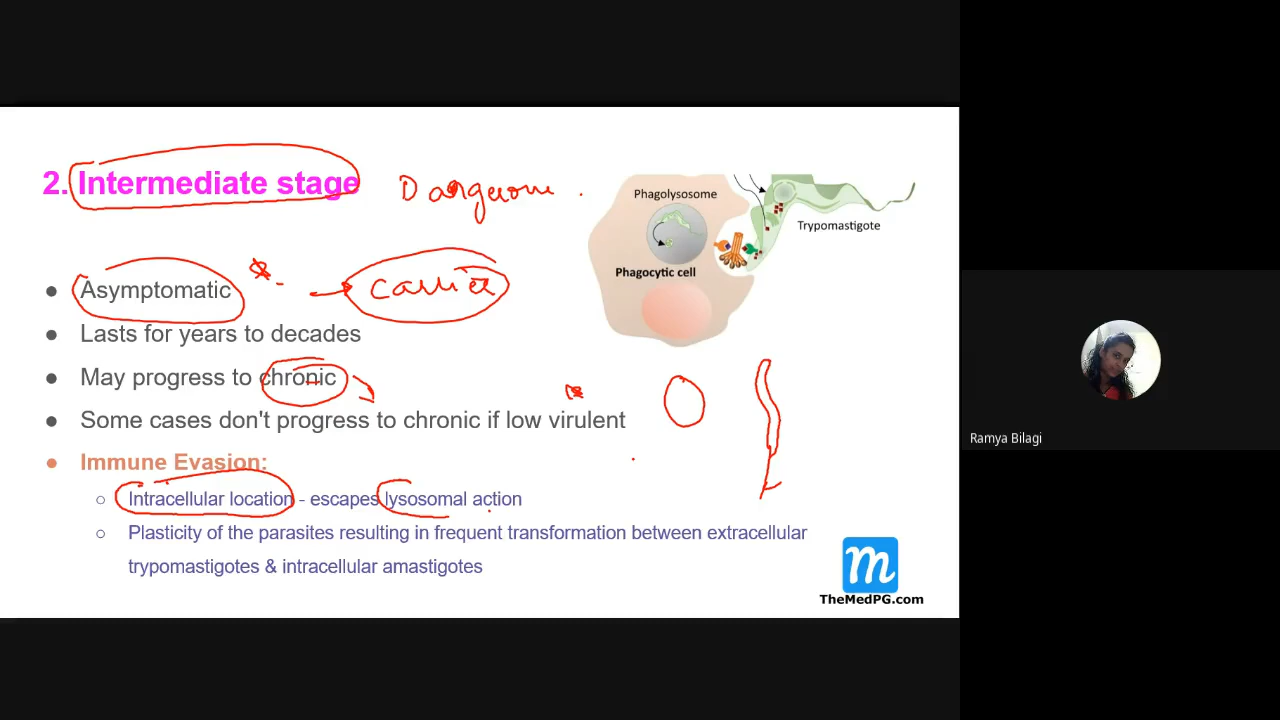 2. Intermediate stage
Dangerous.
● Asymptomatic * → Carrier
● Lasts for years to decades
● May progress to chronic
● Some cases don't progress to chronic if low virulent
● Immune Evasion:
○ Intracellular location - escapes lysosomal action
○ Plasticity of the parasites resulting in frequent transformation between extracellular
trypomastigotes & intracellular amastigotes
Phagolysosome
Trypomastigote
Phagocytic cell
m
TheMedPG.com
Ramya Bilagi